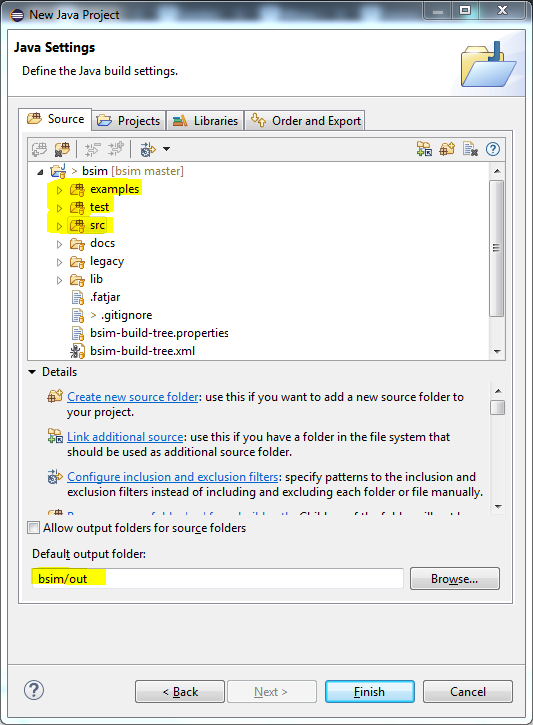 New Java Project
Java Settings
Define the Java build settings.
Source
Projects
Libraries
Order and Export
> bsim [bsim master]
examples
test
src
docs
legacy
lib
.fatjar
> .gitignore
bsim-build-tree.properties
bsim-build-tree.xml
Details
Create new source folder: use this if you want to add a new source folder to
your project.
Link additional source: use this if you have a folder in the file system that
should be used as additional source folder.
Configure inclusion and exclusion filters: specify patterns to the inclusion and
exclusion filters instead of including and excluding each folder or file manually.
Allow output folders for source folders
Default output folder:
bsim/out
Browse...
?
< Back
Next >
Finish
Cancel